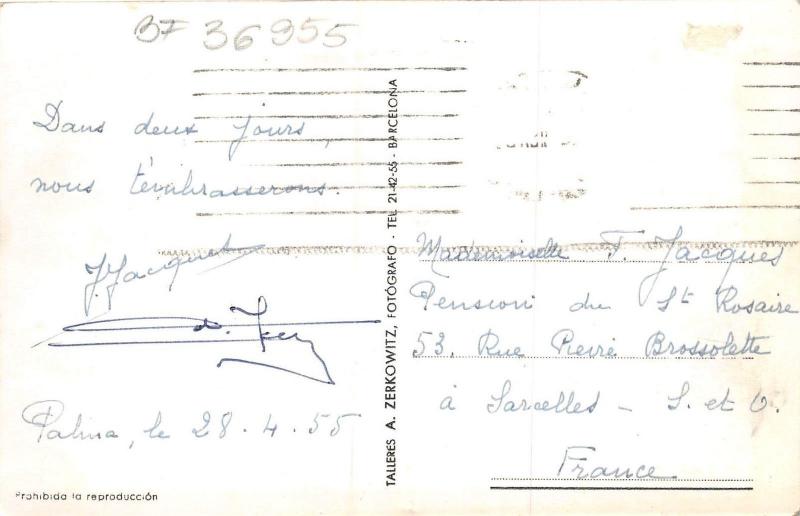 BF 36955
Dans deux jours,
nous t'embrasserons.
J. Jacquet
Palma, le 28.4.55
Prohibida la reproducción
TALLERES A. ZERKOWITZ, FOTÓGRAFO - TEL. 21-42-55 - BARCELONA
Mademoiselle F. Jacques
Pension du St Rosaire
53. Rue Pierre Brossolette
à Sarcelles - S. et O.
France